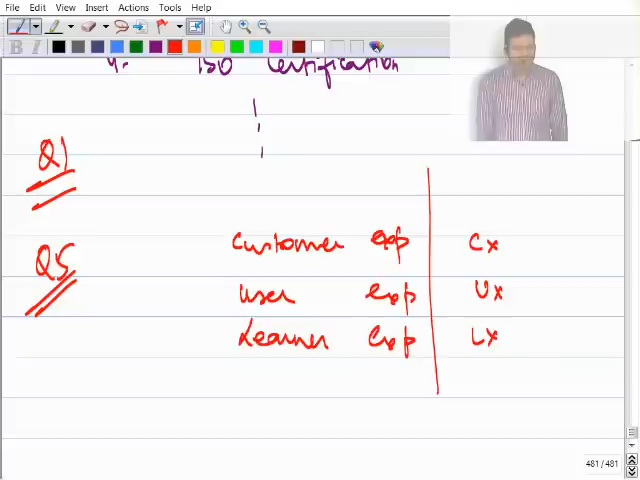 File Edit View Insert Actions Tools Help
B I
4. ISO Certification
Q1
Q5
Customer exp Cx
User exp Ux
Learner Exp Lx
481 / 481